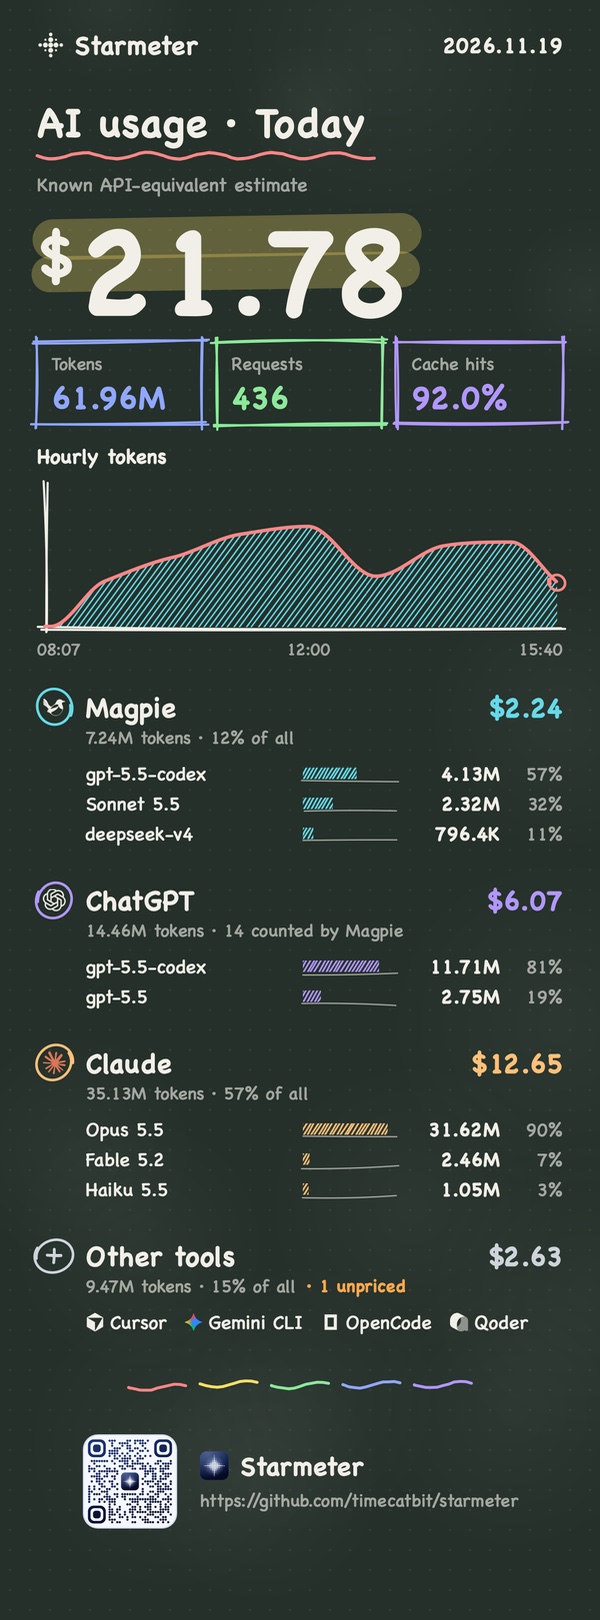 Starmeter 2026.11.19
AI usage · Today
Known API-equivalent estimate
$21.78
Tokens Requests Cache hits
61.96M 436 92.0%
Hourly tokens
08:07 12:00 15:40
Magpie $2.24
7.24M tokens · 12% of all
gpt-5.5-codex 4.13M 57%
Sonnet 5.5 2.32M 32%
deepseek-v4 796.4K 11%
ChatGPT $6.07
14.46M tokens · 14 counted by Magpie
gpt-5.5-codex 11.71M 81%
gpt-5.5 2.75M 19%
Claude $12.65
35.13M tokens · 57% of all
Opus 5.5 31.62M 90%
Fable 5.2 2.46M 7%
Haiku 5.5 1.05M 3%
Other tools $2.63
9.47M tokens · 15% of all · 1 unpriced
Cursor Gemini CLI OpenCode Qoder
Starmeter
https://github.com/timecatbit/starmeter